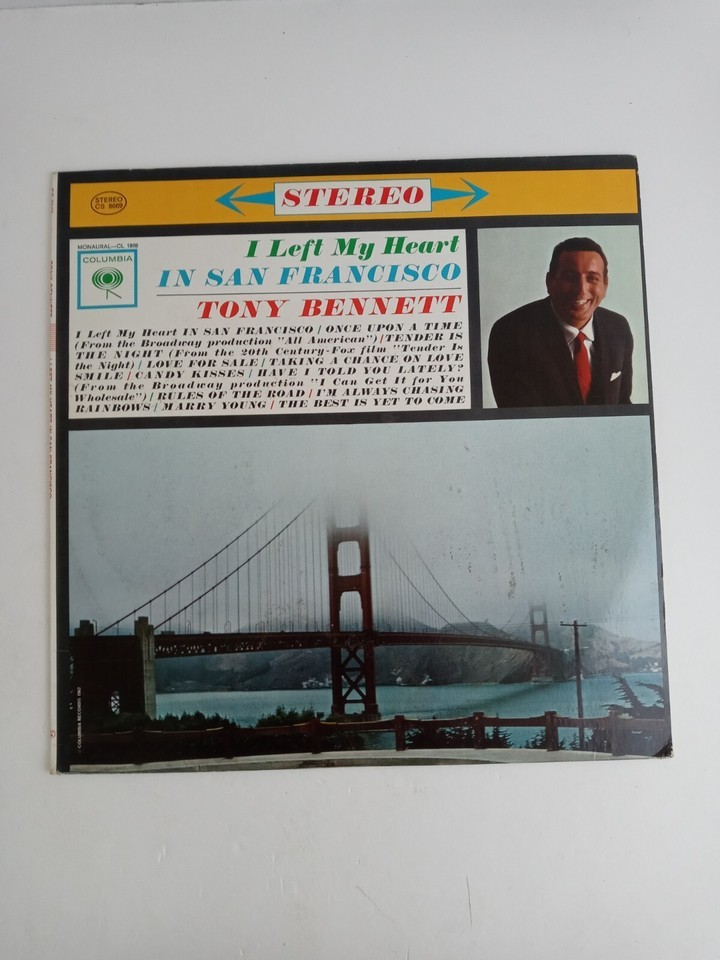 STEREO
CS 8669
STEREO
MONAURAL—CL 1869
COLUMBIA
I Left My Heart
IN SAN FRANCISCO
TONY BENNETT
I Left My Heart IN SAN FRANCISCO / ONCE UPON A TIME
(From the Broadway production "All American") / TENDER IS
THE NIGHT (From the 20th Century-Fox film "Tender Is
the Night) / LOVE FOR SALE / TAKING A CHANCE ON LOVE
SMILE / CANDY KISSES / HAVE I TOLD YOU LATELY?
(From the Broadway production "I Can Get It for You
Wholesale") / RULES OF THE ROAD / I'M ALWAYS CHASING
RAINBOWS / MARRY YOUNG / THE BEST IS YET TO COME
COLUMBIA RECORDS 1962